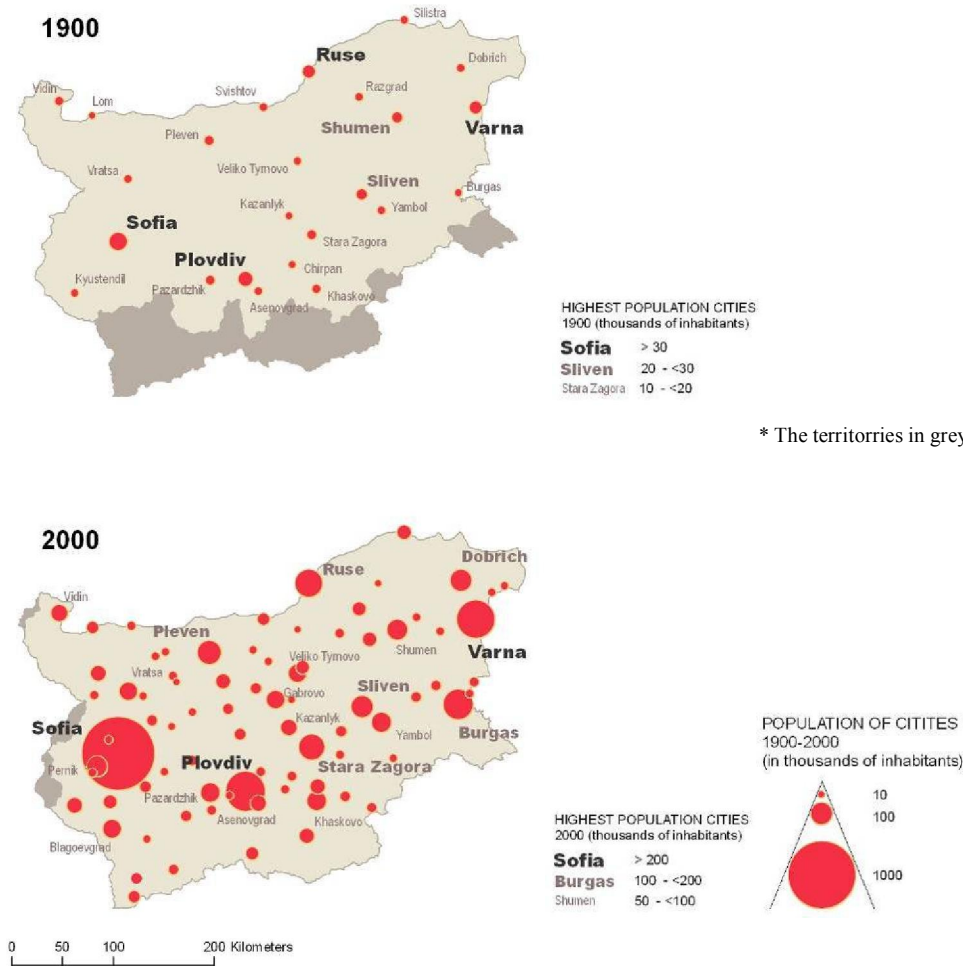 1900
Silistra
Ruse
Dobrich
Vidin
Lom
Svishtov
Razgrad
Shumen
Varna
Pleven
Veliko Tyrnovo
Vratsa
Sliven
Burgas
Kazanlyk
Yambol
Sofia
Stara Zagora
Plovdiv
Chirpan
Kyustendil
Pazardzhik
Asenovgrad
Khaskovo
HIGHEST POPULATION CITIES
1900 (thousands of inhabitants)
Sofia > 30
Sliven 20 - <30
Stara Zagora 10 - <20
* The territorries in grey
2000
Dobrich
Ruse
Vidin
Pleven
Veliko Tyrnovo
Shumen
Varna
Vratsa
Gabrovo
Sliven
Sofia
Kazanlyk
Yambol
Burgas
Plovdiv
Stara Zagora
Pernik
Pazardzhik
Asenovgrad
Khaskovo
Blagoevgrad
HIGHEST POPULATION CITIES
2000 (thousands of inhabitants)
Sofia > 200
Burgas 100 - <200
Shumen 50 - <100
POPULATION OF CITITES
1900-2000
(in thousands of inhabitants)
10
100
1000
0 50 100 200 Kilometers